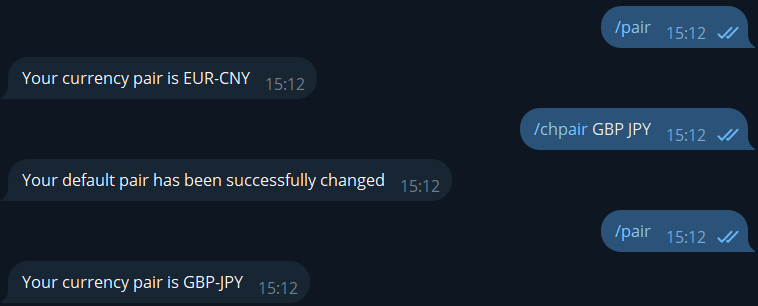 /pair 15:12
Your currency pair is EUR-CNY 15:12
/chpair GBP JPY 15:12
Your default pair has been successfully changed 15:12
/pair 15:12
Your currency pair is GBP-JPY 15:12